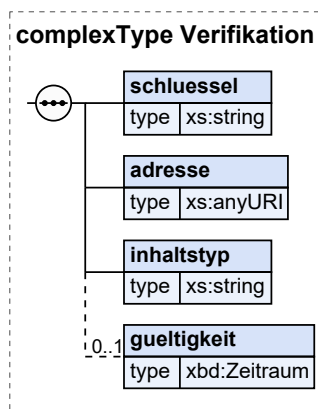 complexType Verifikation
schluessel
type xs:string
adresse
type xs:anyURI
inhaltstyp
type xs:string
0..1
gueltigkeit
type xbd:Zeitraum